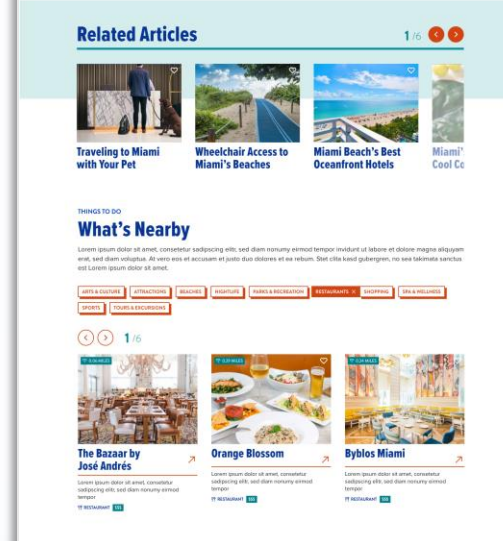 Related Articles
1 /6
Traveling to Miami
with Your Pet
Wheelchair Access to
Miami's Beaches
Miami Beach's Best
Oceanfront Hotels
Miami'
Cool Co
THINGS TO DO
What's Nearby
Lorem ipsum dolor sit amet, consetetur sadipscing elitr, sed diam nonumy eirmod tempor invidunt ut labore et dolore magna aliquyam
erat, sed diam voluptua. At vero eos et accusam et justo duo dolores et ea rebum. Stet clita kasd gubergren, no sea takimata sanctus
est Lorem ipsum dolor sit amet.
ARTS & CULTURE ATTRACTIONS BEACHES NIGHTLIFE PARKS & RECREATION RESTAURANTS SHOPPING SPA & WELLNESS
SPORTS TOURS & EXCURSIONS
1 /6
The Bazaar by
José Andrés
Orange Blossom
Byblos Miami
Lorem ipsum dolor sit amet, consetetur
sadipscing elitr, sed diam nonumy eirmod
tempor
RESTAURANT $$$
Lorem ipsum dolor sit amet, consetetur
sadipscing elitr, sed diam nonumy eirmod
tempor
RESTAURANT $$$
Lorem ipsum dolor sit amet, consetetur
sadipscing elitr, sed diam nonumy eirmod
tempor
RESTAURANT $$$